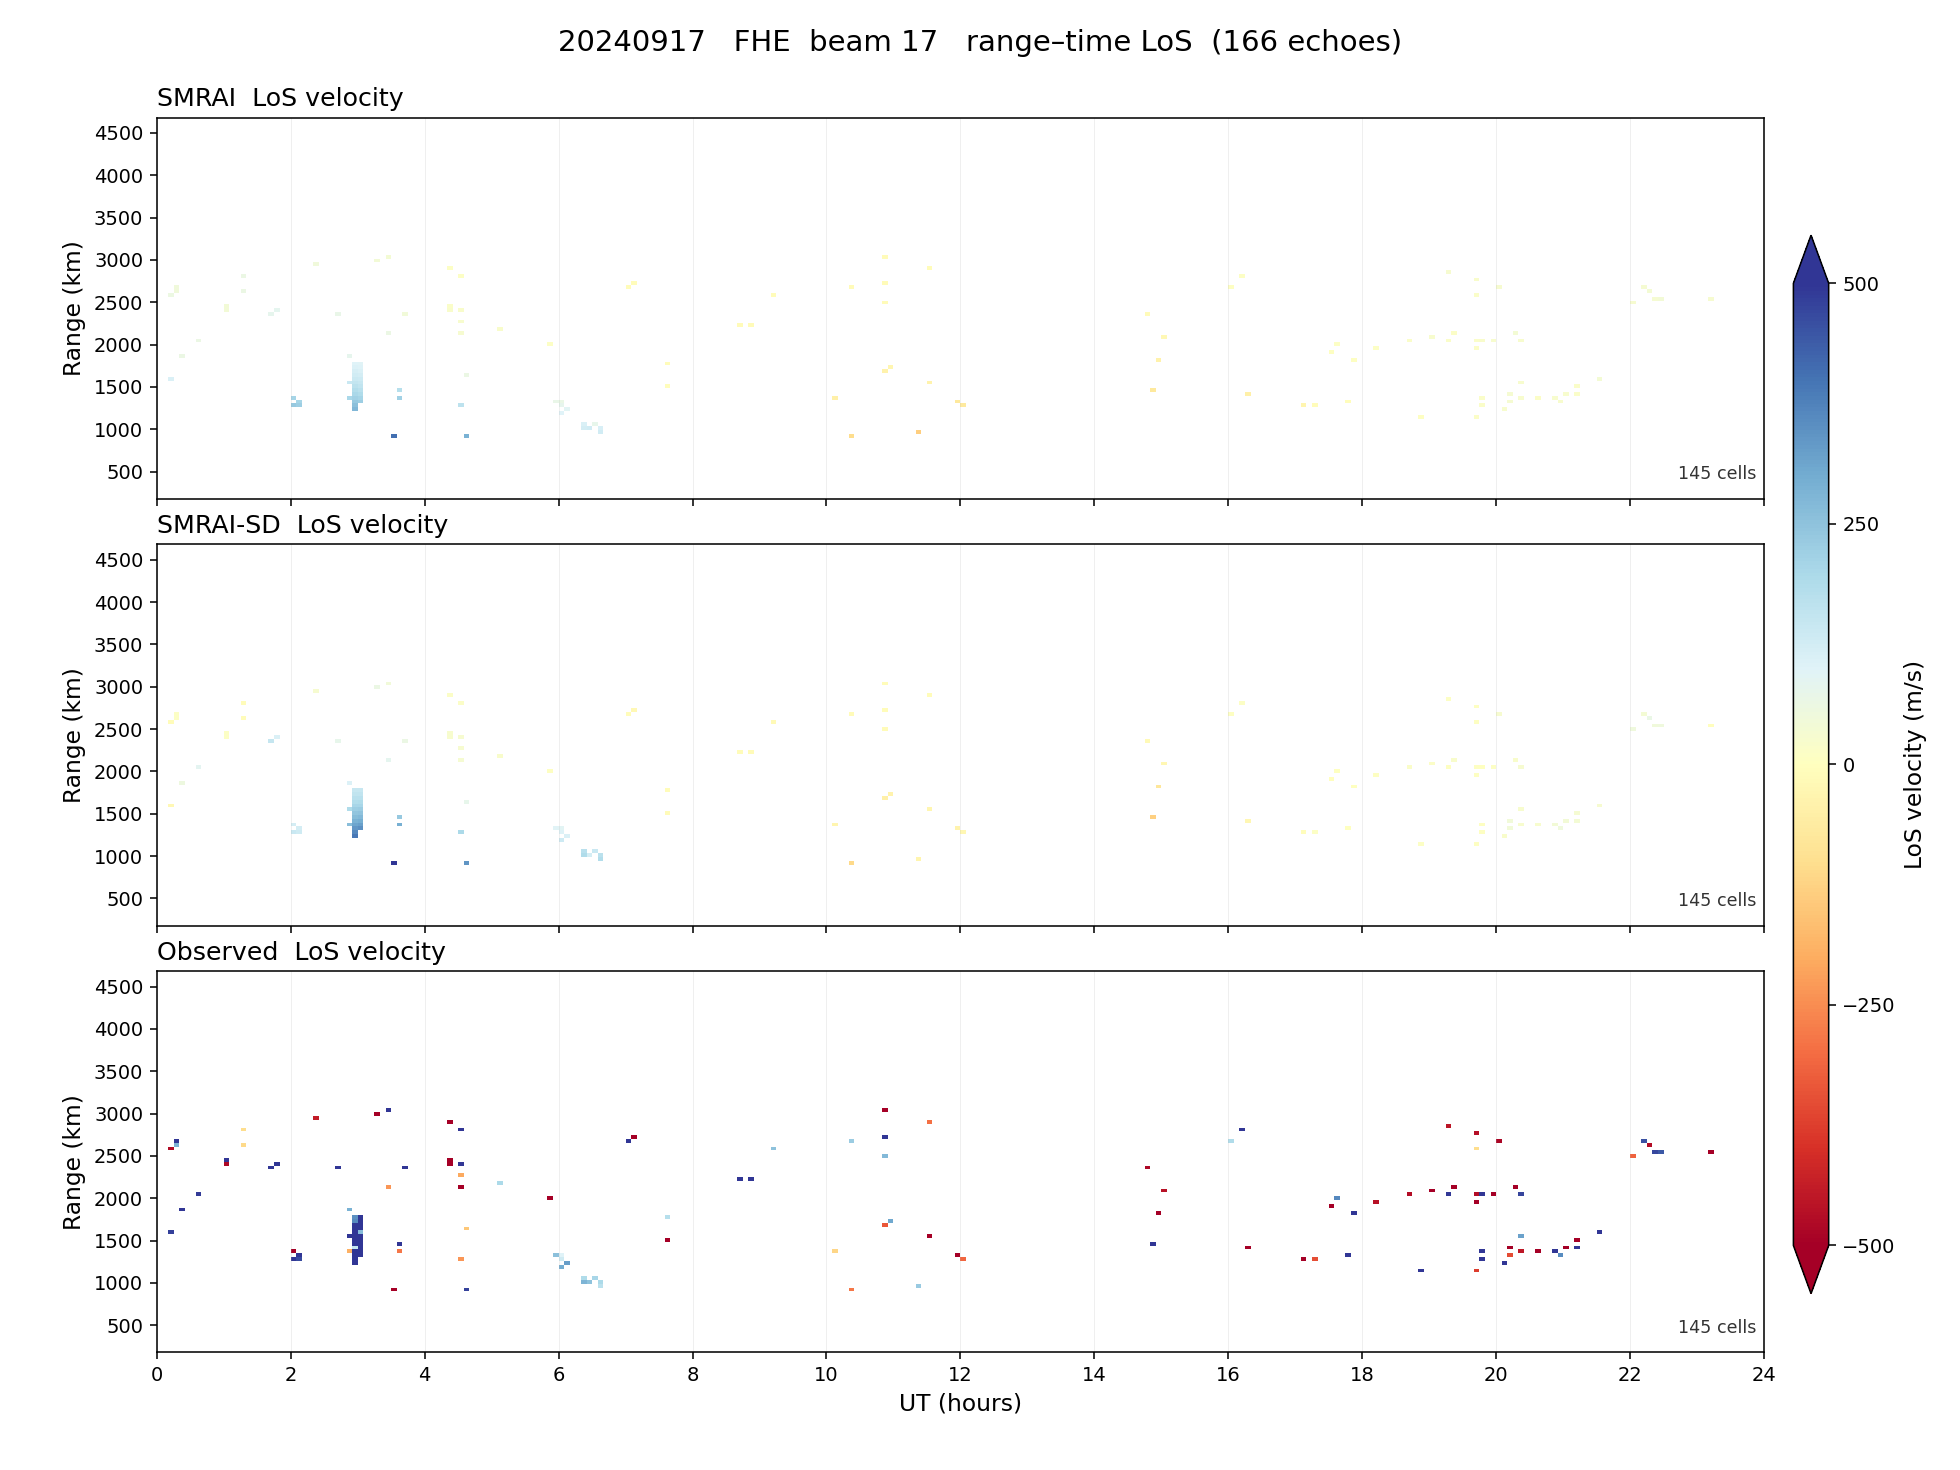 20240917   FHE  beam 17   range–time LoS  (166 echoes)
SMRAI  LoS velocity
4500
4000
3500
3000
2500
2000
1500
1000
500
Range (km)
145 cells
SMRAI-SD  LoS velocity
4500
4000
3500
3000
2500
2000
1500
1000
500
Range (km)
145 cells
Observed  LoS velocity
4500
4000
3500
3000
2500
2000
1500
1000
500
Range (km)
145 cells
0 2 4 6 8 10 12 14 16 18 20 22 24
UT (hours)
500
250
0
−250
−500
LoS velocity (m/s)